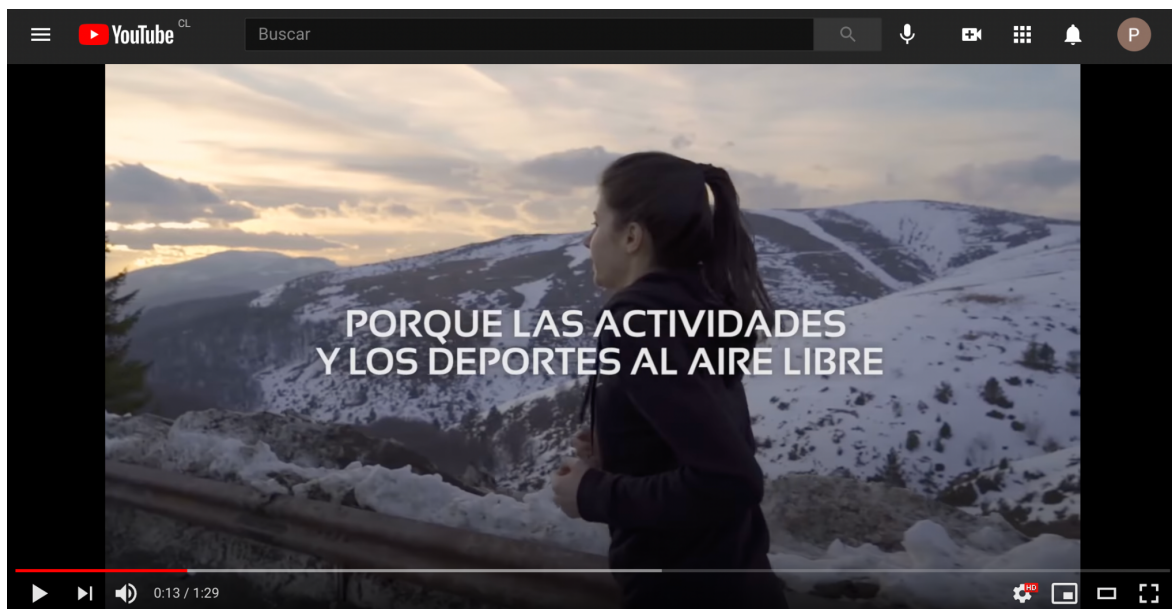 YouTube CL
Buscar
P
PORQUE LAS ACTIVIDADES
Y LOS DEPORTES AL AIRE LIBRE
0:13 / 1:29
HD